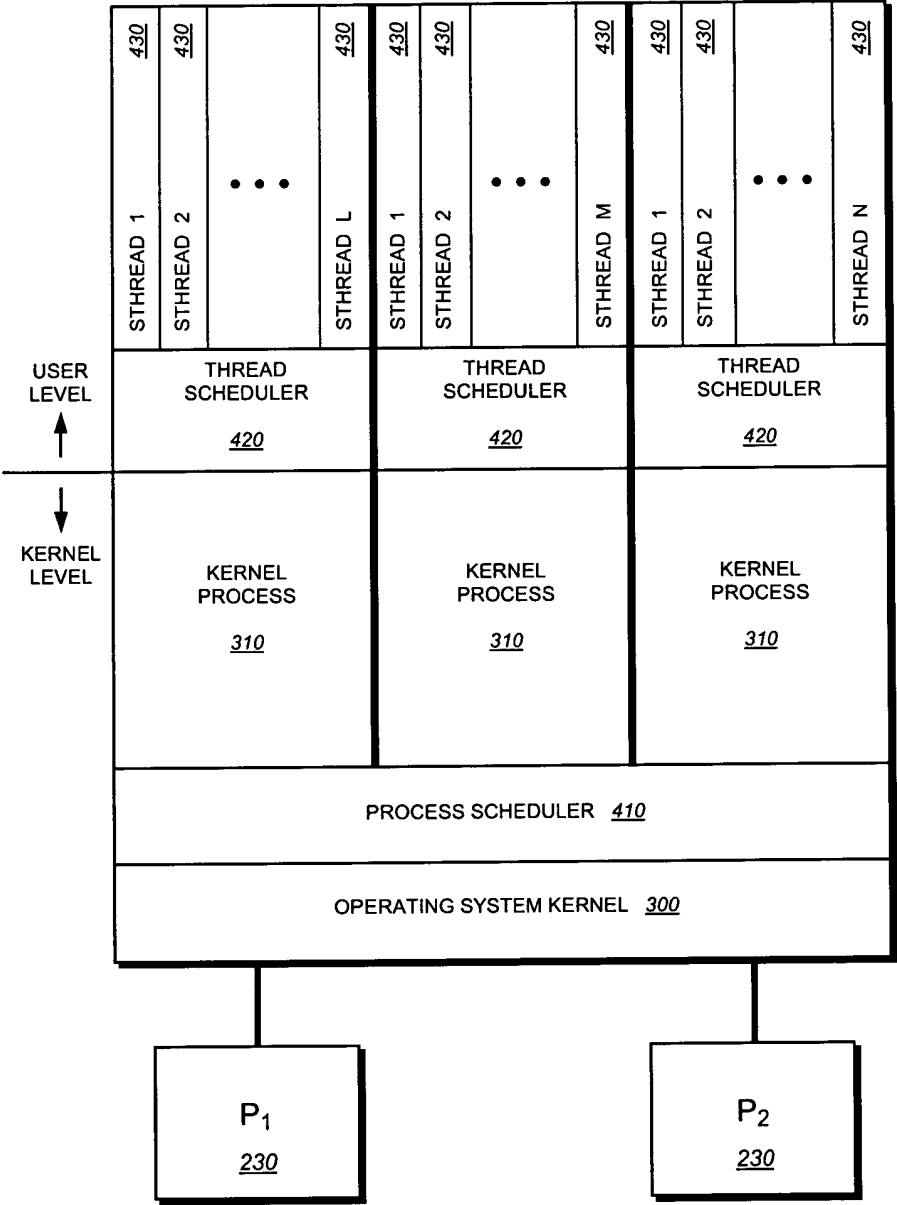 430 430 430 430 430 430 430 430 430
STHREAD 1
STHREAD 2
• • •
STHREAD L
STHREAD 1
STHREAD 2
• • •
STHREAD M
STHREAD 1
STHREAD 2
• • •
STHREAD N
USER
LEVEL
THREAD
SCHEDULER
420
THREAD
SCHEDULER
420
THREAD
SCHEDULER
420
KERNEL
LEVEL
KERNEL
PROCESS
310
KERNEL
PROCESS
310
KERNEL
PROCESS
310
PROCESS SCHEDULER 410
OPERATING SYSTEM KERNEL 300
P1
230
P2
230